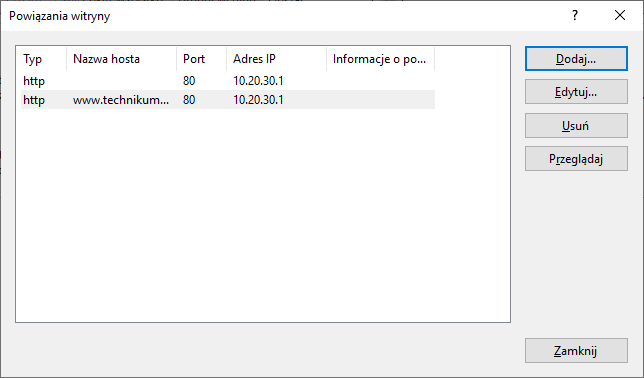 Powiązania witryny
?
Typ Nazwa hosta Port Adres IP Informacje o po...
http 80 10.20.30.1
http www.technikum... 80 10.20.30.1
Dodaj...
Edytuj...
Usuń
Przeglądaj
Zamknij